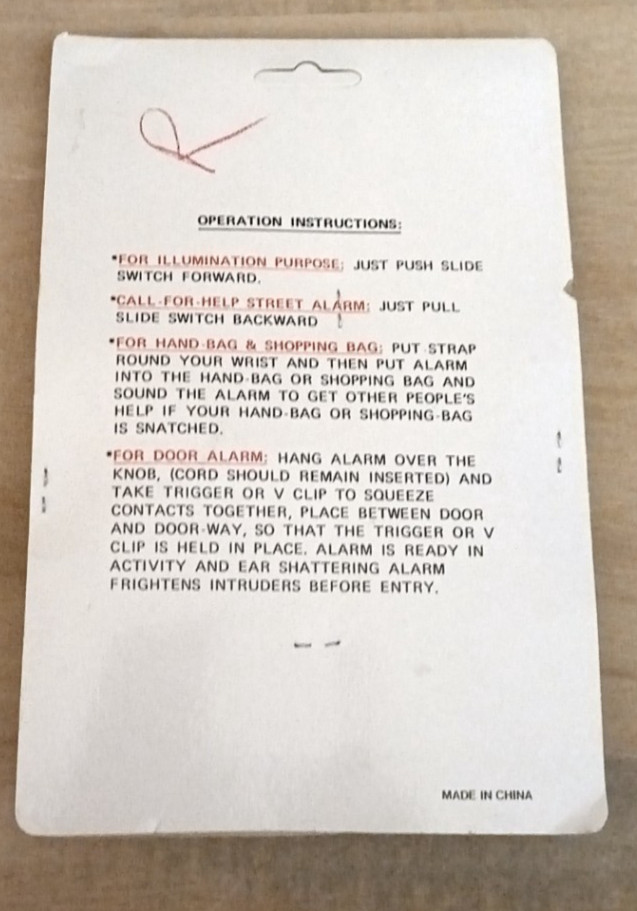 OPERATION INSTRUCTIONS:
*FOR ILLUMINATION PURPOSE; JUST PUSH SLIDE
SWITCH FORWARD.
*CALL-FOR-HELP STREET ALARM; JUST PULL
SLIDE SWITCH BACKWARD
*FOR HAND-BAG & SHOPPING BAG; PUT STRAP
ROUND YOUR WRIST AND THEN PUT ALARM
INTO THE HAND-BAG OR SHOPPING BAG AND
SOUND THE ALARM TO GET OTHER PEOPLE'S
HELP IF YOUR HAND-BAG OR SHOPPING-BAG
IS SNATCHED.
*FOR DOOR ALARM; HANG ALARM OVER THE
KNOB, (CORD SHOULD REMAIN INSERTED) AND
TAKE TRIGGER OR V CLIP TO SQUEEZE
CONTACTS TOGETHER, PLACE BETWEEN DOOR
AND DOOR-WAY, SO THAT THE TRIGGER OR V
CLIP IS HELD IN PLACE. ALARM IS READY IN
ACTIVITY AND EAR SHATTERING ALARM
FRIGHTENS INTRUDERS BEFORE ENTRY.
MADE IN CHINA